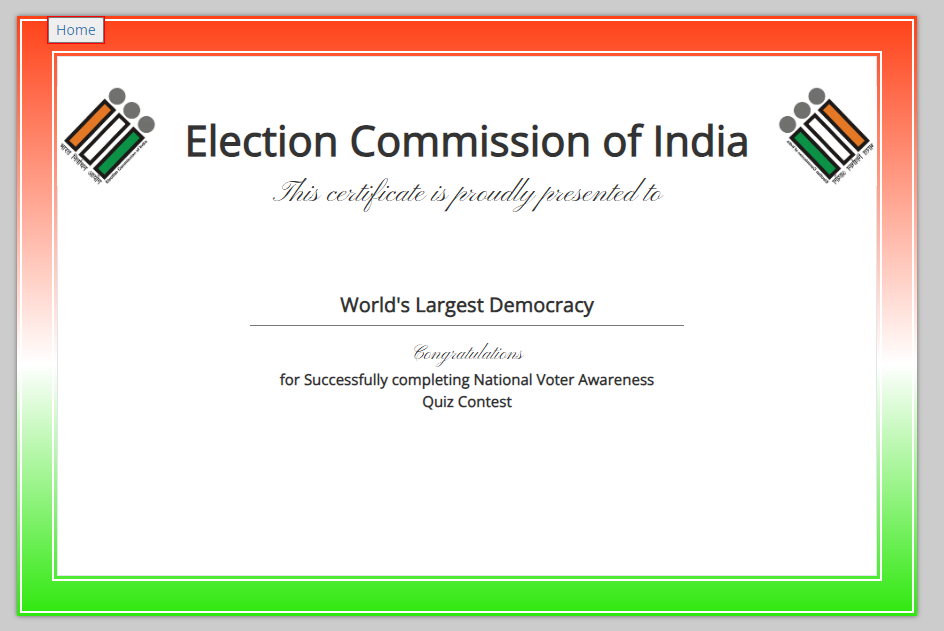 Home
Election Commission of India
This certificate is proudly presented to
World's Largest Democracy
Congratulations
for Successfully completing National Voter Awareness
Quiz Contest